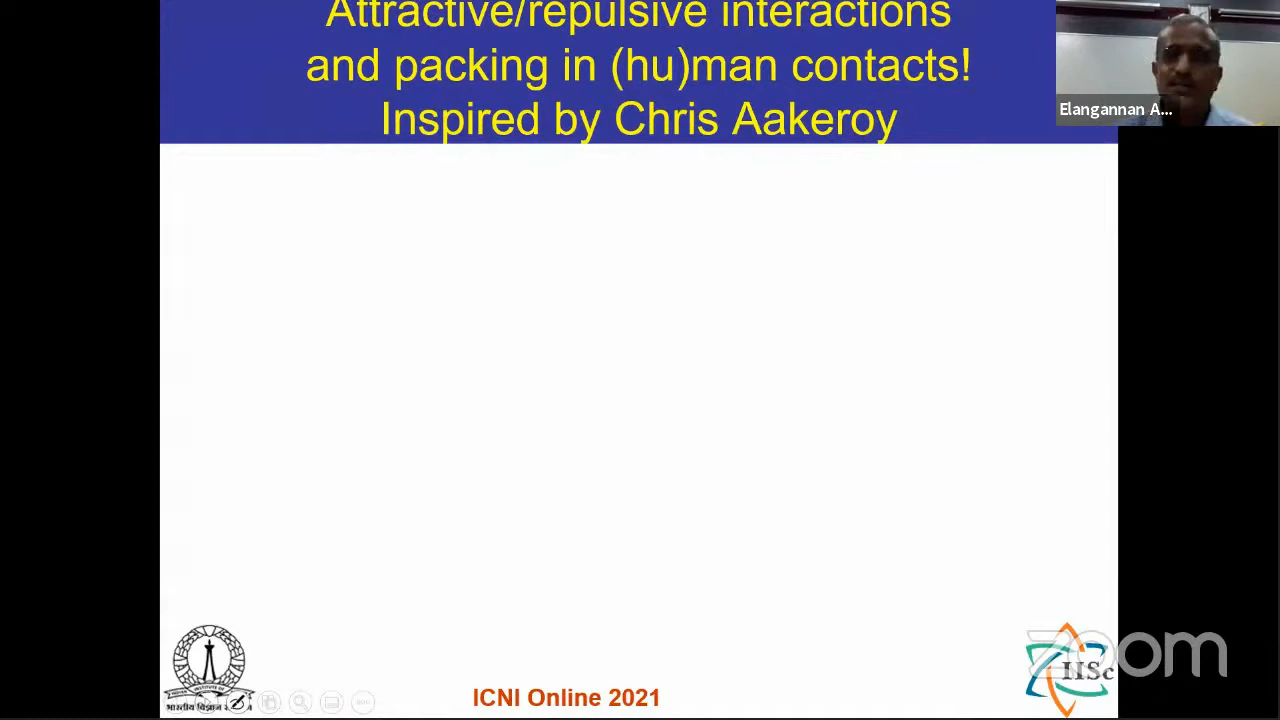 Attractive/repulsive interactions
and packing in (hu)man contacts!
Inspired by Chris Aakeroy
Elangannan A...
ICNI Online 2021
IISc
zoom